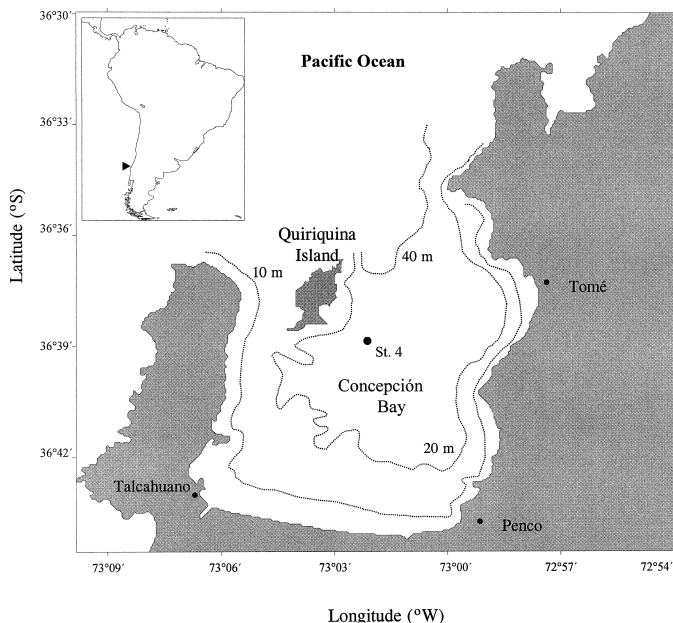 36°30′
Pacific Ocean
36°33′
36°36′
Latitude (°S)
Quiriquina
Island
10 m
40 m
Tomé
36°39′
St. 4
Concepción
Bay
36°42′
20 m
Talcahuano
Penco
73°09′
73°06′
73°03′
73°00′
72°57′
72°54′
Longitude (°W)